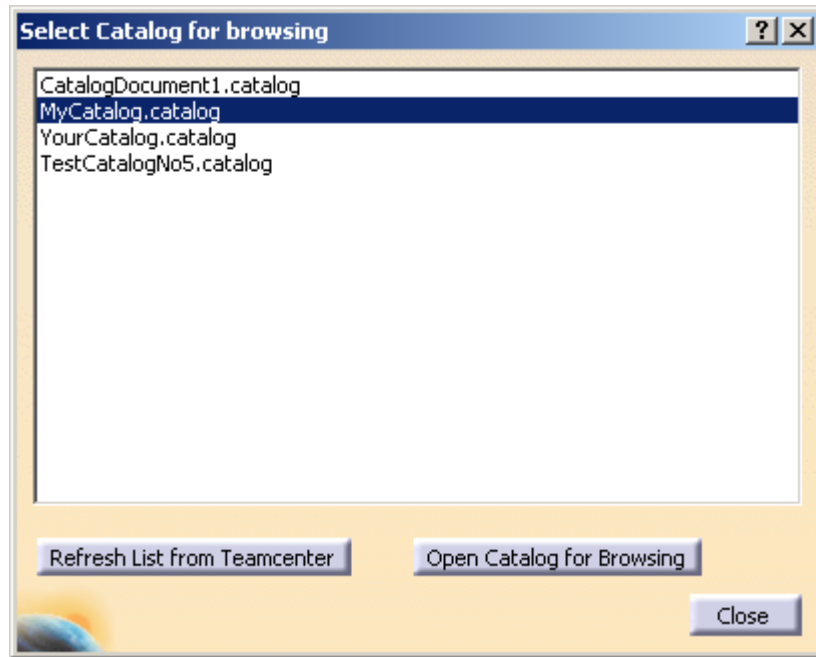 Select Catalog for browsing
CatalogDocument1.catalog
MyCatalog.catalog
YourCatalog.catalog
TestCatalogNo5.catalog
Refresh List from Teamcenter
Open Catalog for Browsing
Close